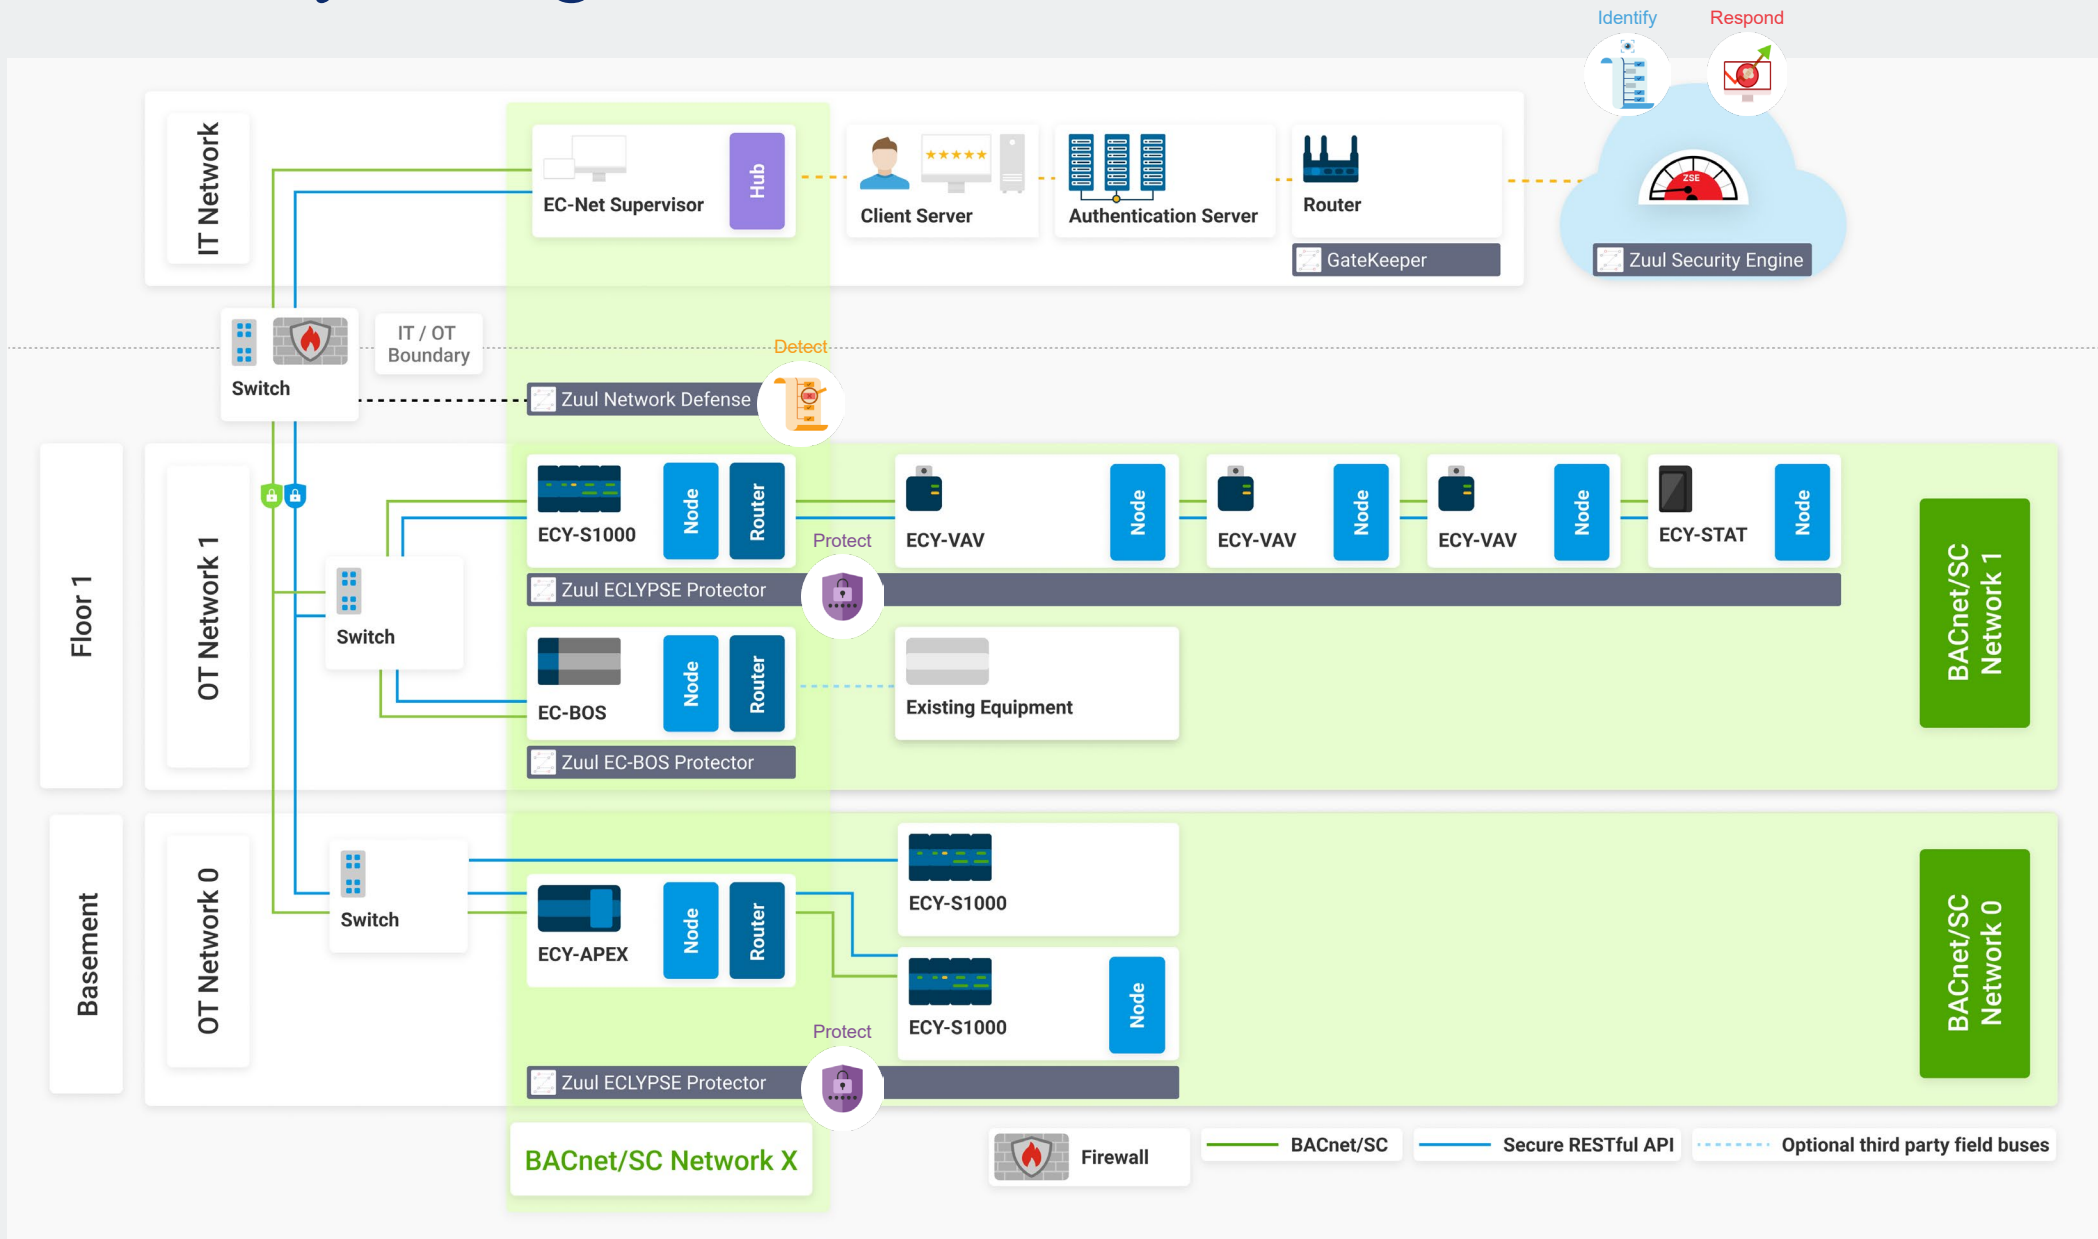 Identify
Respond
IT Network
EC-Net Supervisor
Hub
★★★★★
Client Server
Authentication Server
Router
GateKeeper
ZSE
Zuul Security Engine
Switch
IT / OT
Boundary
Detect
Zuul Network Defense
Floor 1
OT Network 1
Switch
ECY-S1000
Node
Router
ECY-VAV
Node
ECY-VAV
Node
ECY-VAV
Node
ECY-STAT
Node
Protect
Zuul ECLYPSE Protector
EC-BOS
Node
Router
Existing Equipment
Zuul EC-BOS Protector
BACnet/SC
Network 1
Basement
OT Network 0
Switch
ECY-APEX
Node
Router
ECY-S1000
ECY-S1000
Node
Protect
Zuul ECLYPSE Protector
BACnet/SC
Network 0
BACnet/SC Network X
Firewall
BACnet/SC
Secure RESTful API
Optional third party field buses